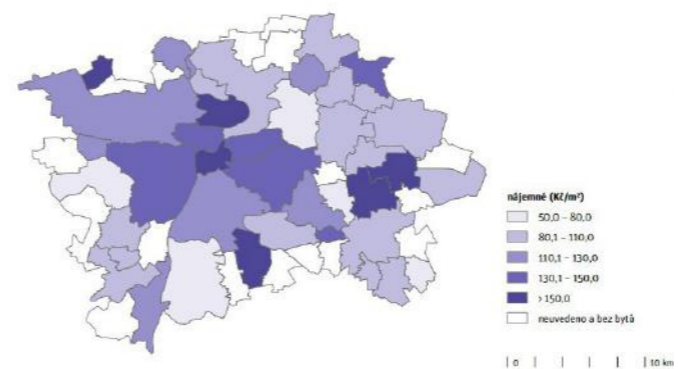 nájemné (Kč/m²)
50,0 – 80,0
80,1 – 110,0
110,1 – 130,0
130,1 – 150,0
› 150,0
neuvedeno a bez bytů
0 10 km